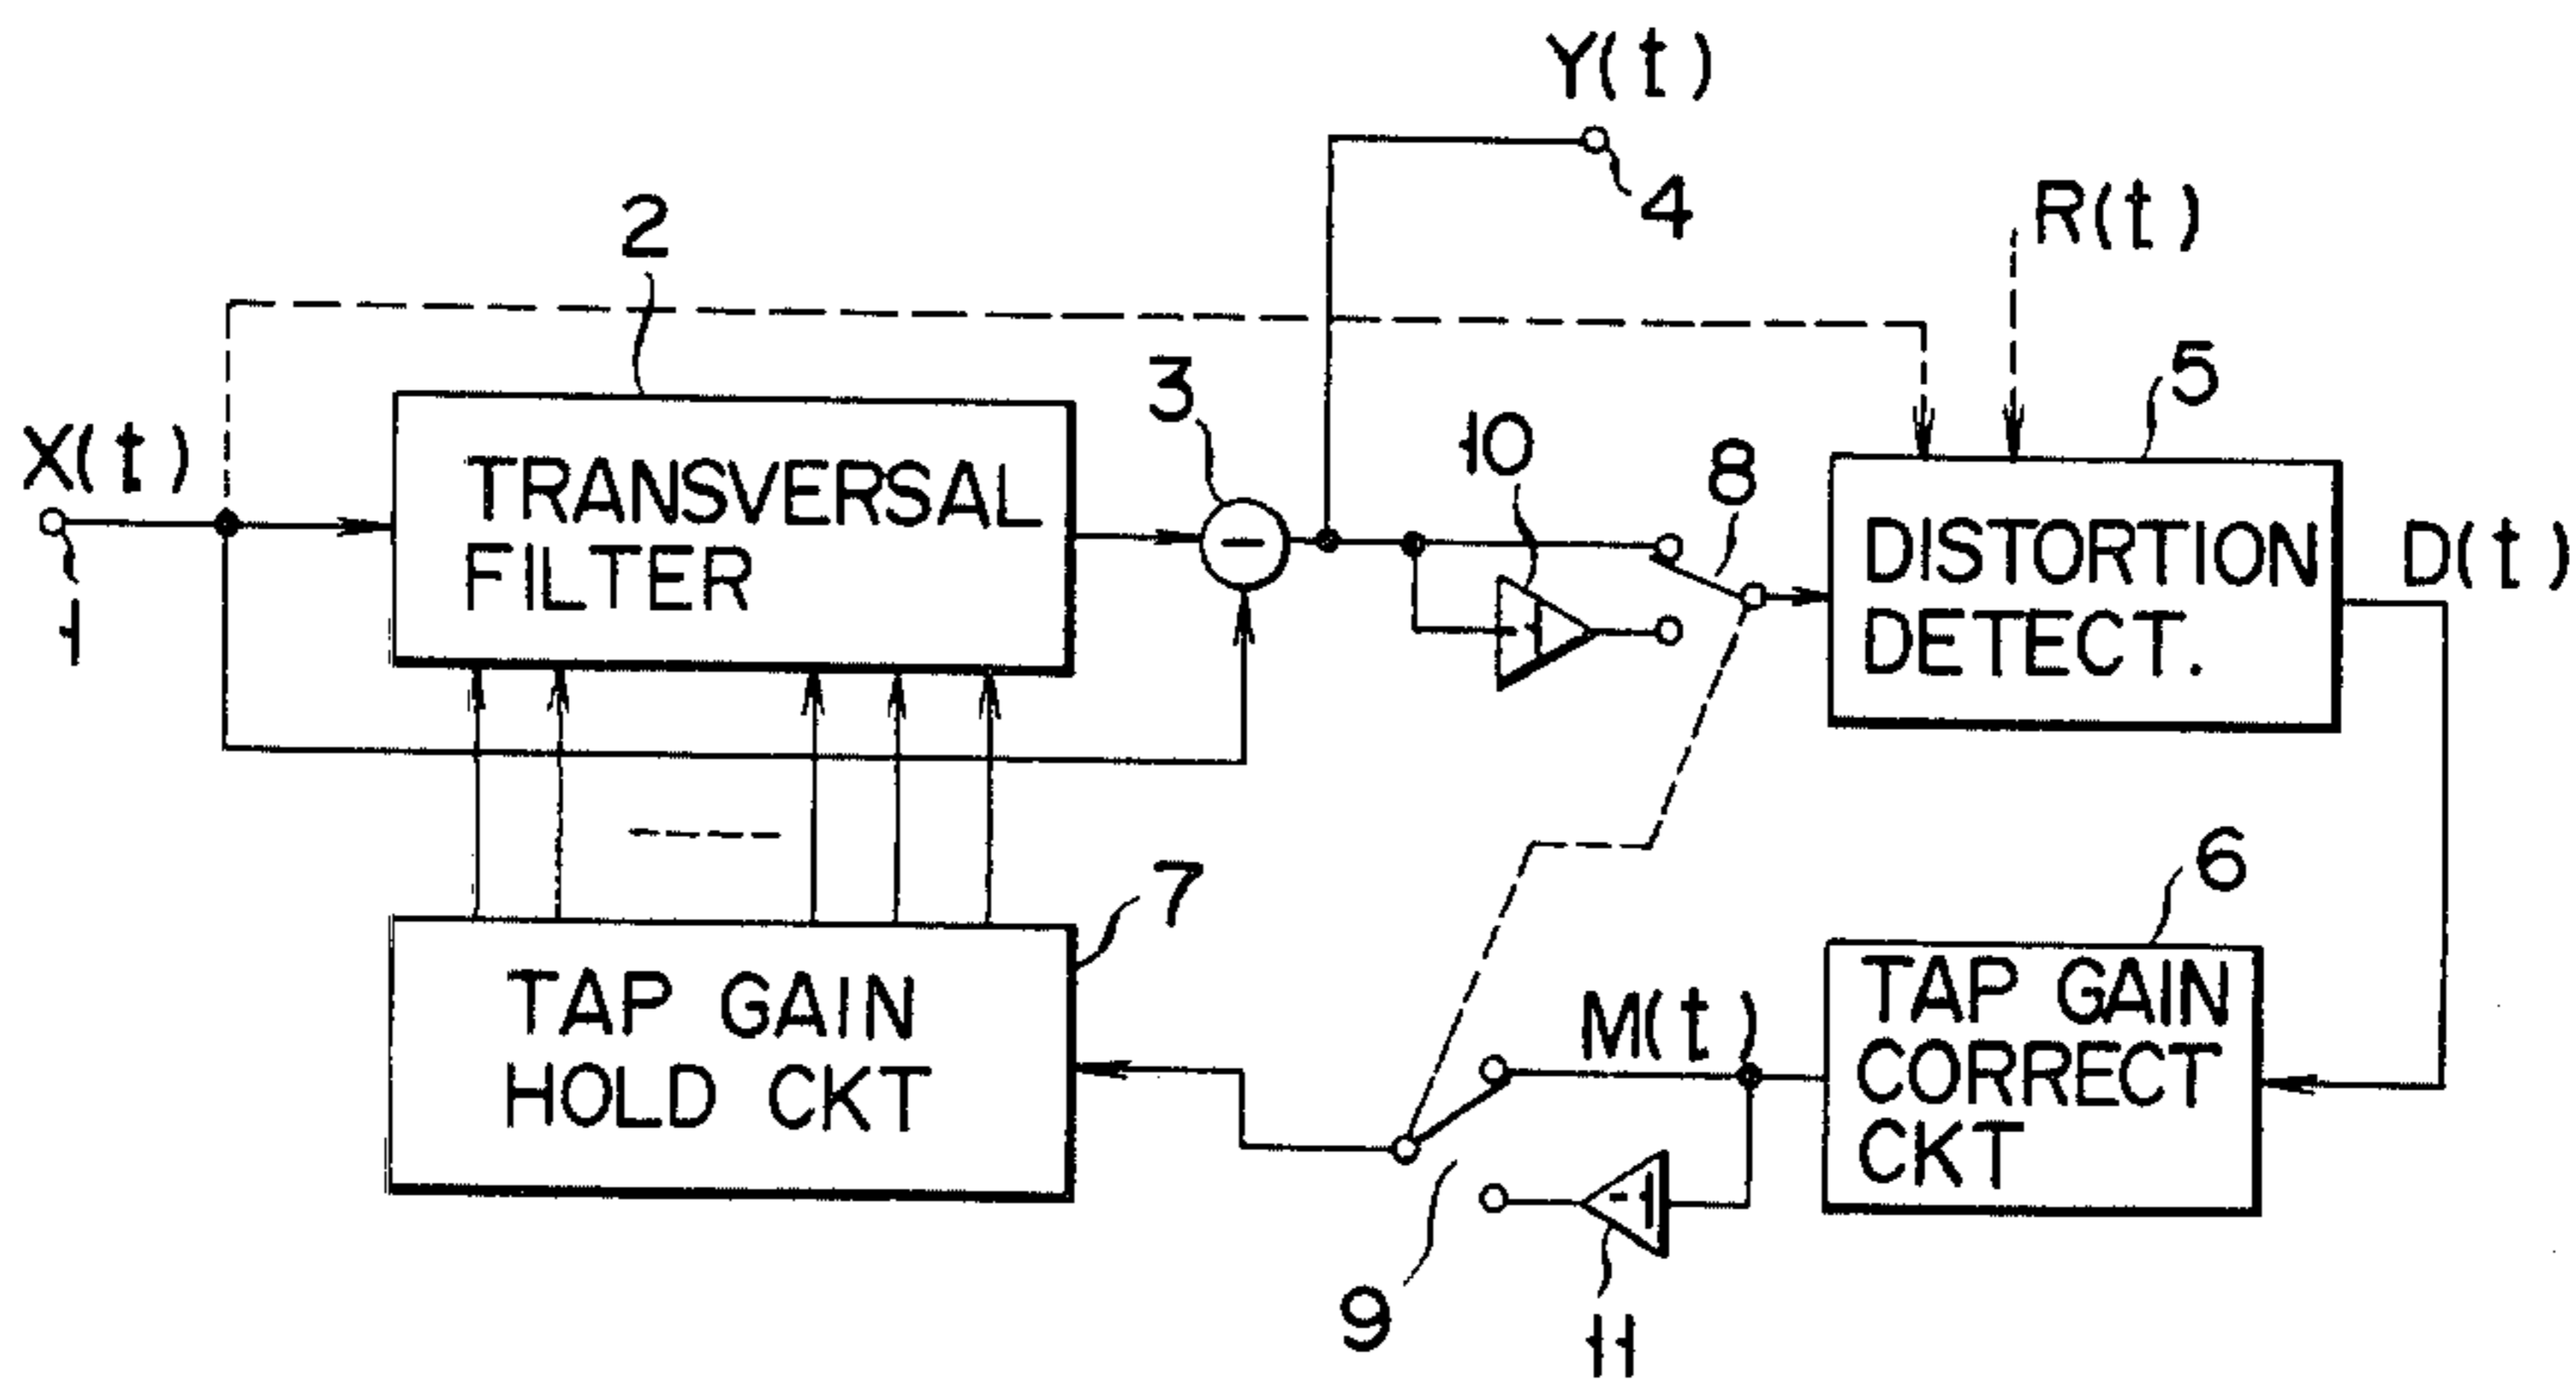 Y(t)
4
R(t)
2
3
5
X(t)
1
TRANSVERSAL
FILTER
10
8
DISTORTION
DETECT.
D(t)
-
-1
7
6
TAP GAIN
HOLD CKT
M(t)
TAP GAIN
CORRECT
CKT
-1
9
11